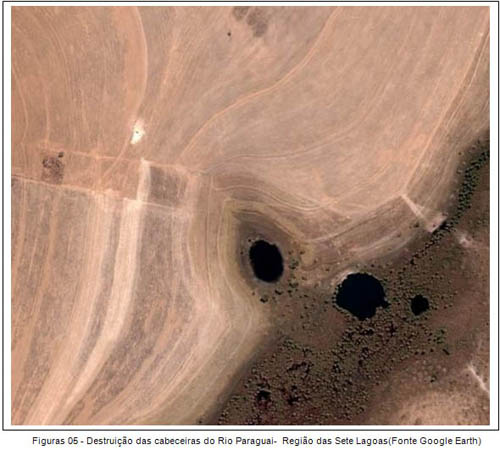 Figuras 05 - Destruição das cabeceiras do Rio Paraguai- Região das Sete Lagoas(Fonte Google Earth)